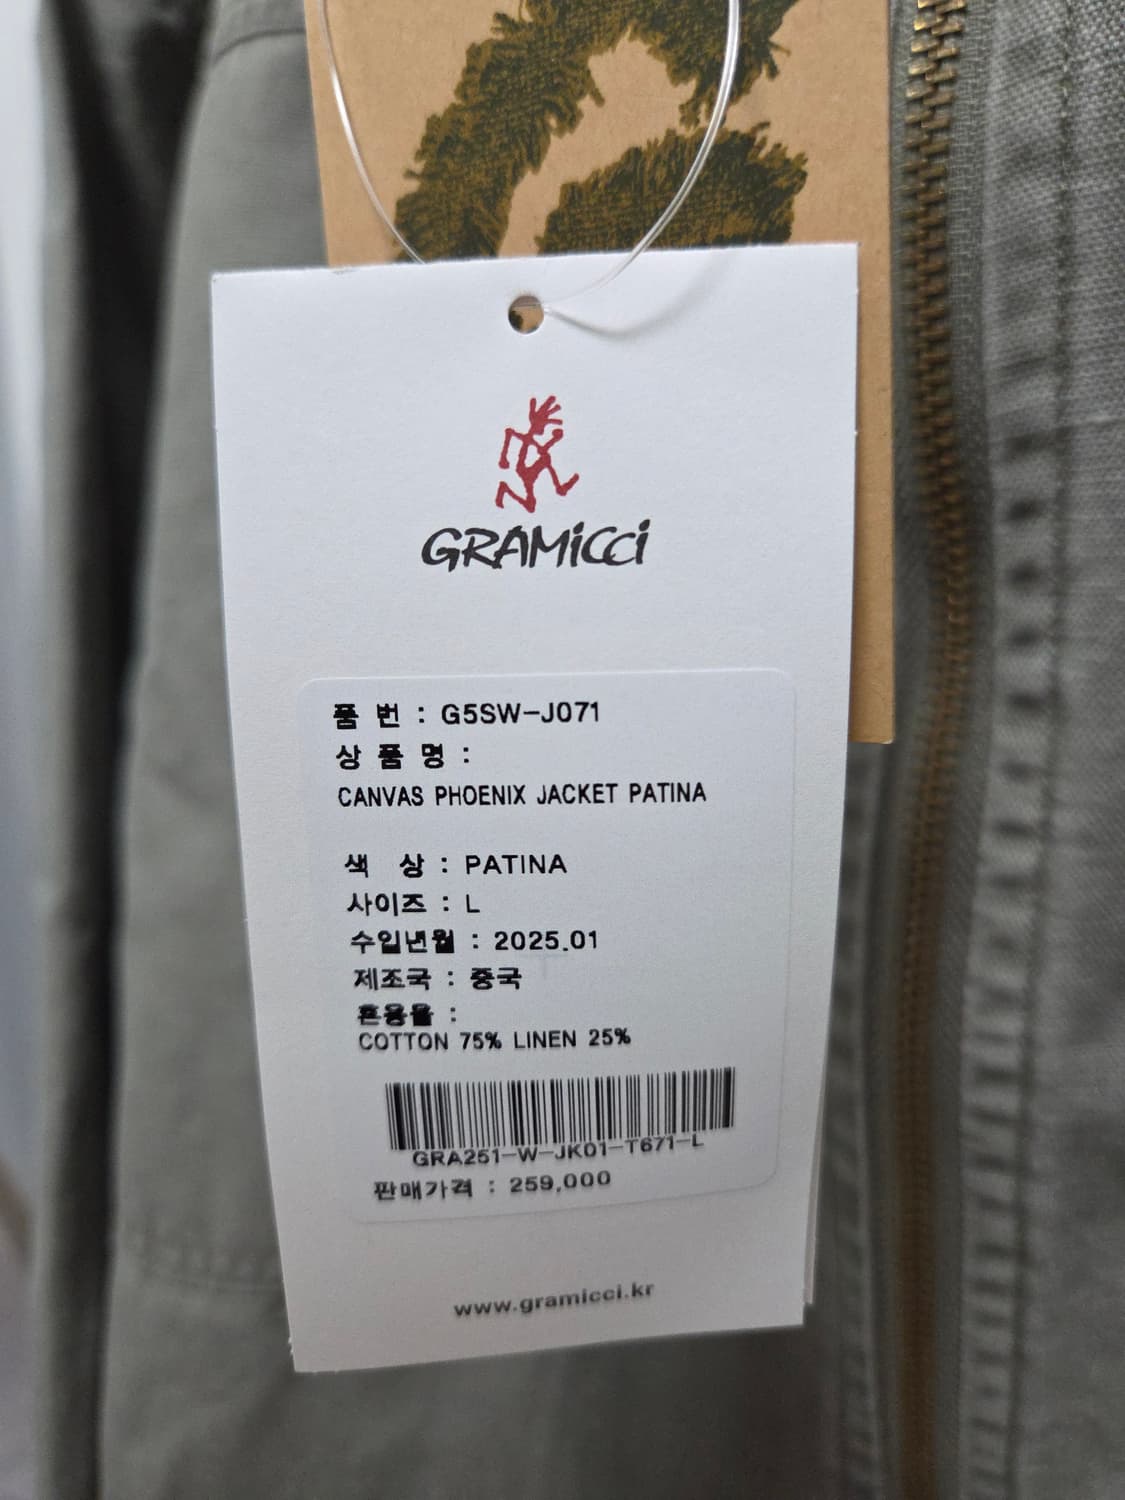 GRAMiCCi
품 번 : G5SW-J071
상 품 명 :
CANVAS PHOENIX JACKET PATINA
색 상 : PATINA
사이즈 : L
수입년월 : 2025.01
제조국 : 중국
혼용율 :
COTTON 75% LINEN 25%
GRA251-W-JK01-T671-L
판매가격 : 259,000
www.gramicci.kr